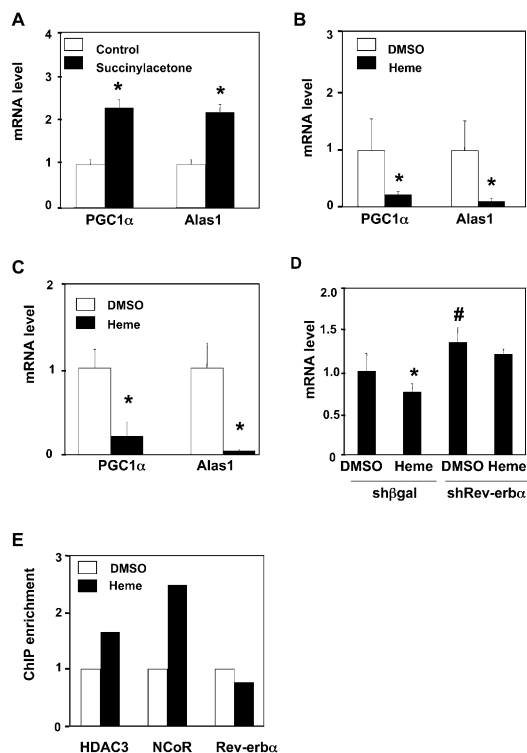 A
Control
Succinylacetone
mRNA level
4
3
2
1
0
*
*
PGC1α
Alas1
B
DMSO
Heme
mRNA level
3
2
1
0
*
*
PGC1α
Alas1
C
DMSO
Heme
mRNA level
2
1
0
*
*
PGC1α
Alas1
D
mRNA level
2.0
1.5
1.0
0.5
0
*
#
DMSO Heme DMSO Heme
shβgal shRev-erbα
E
DMSO
Heme
ChIP enrichment
3
2
1
0
HDAC3 NCoR Rev-erbα